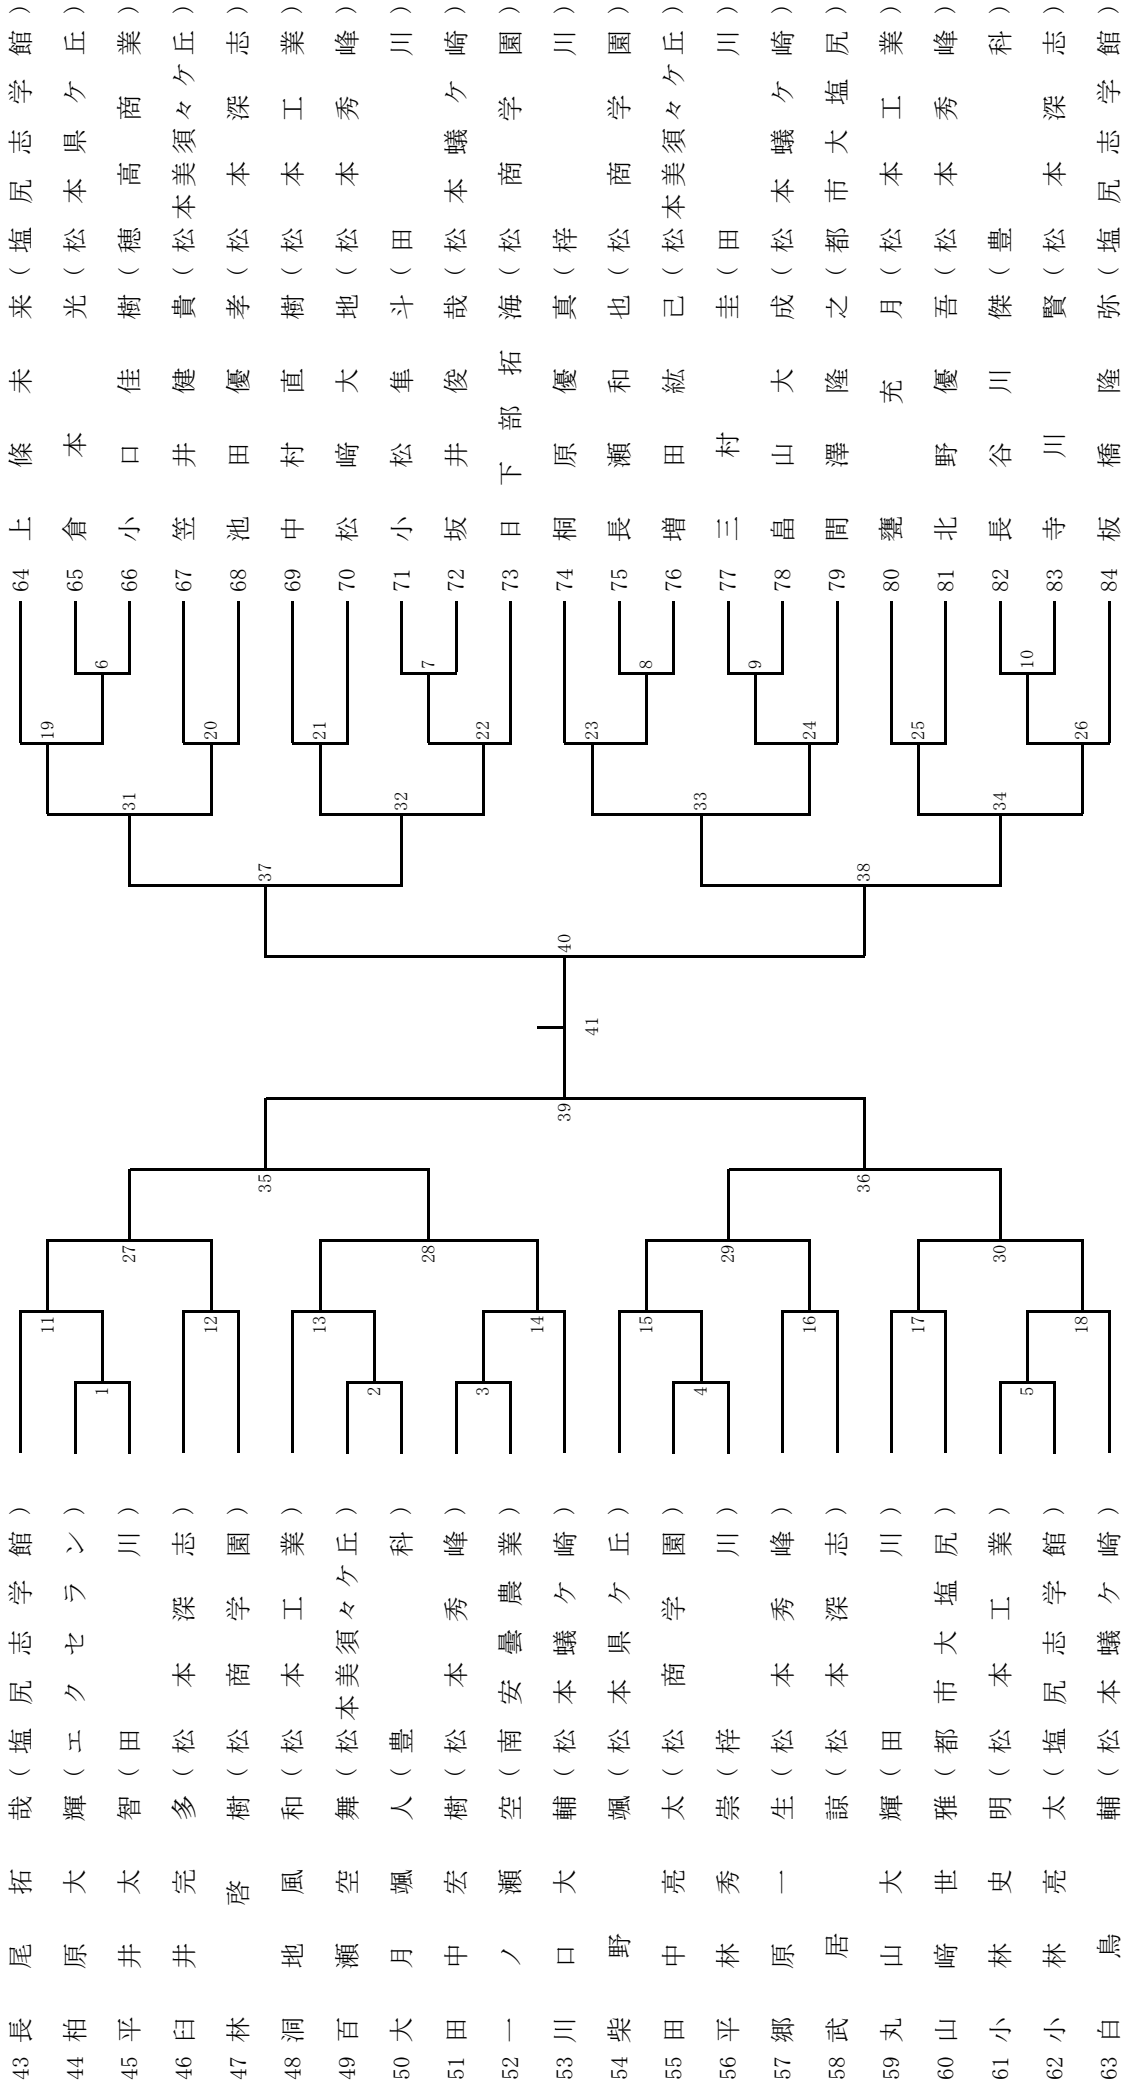 43 長尾拓哉（塩尻志学館）
44 柏原大輝（エクセラン）
45 平井太智（田川）
46 臼井完多（松本深志）
47 林啓樹（松商学園）
48 洞地風和（松本工業）
49 百瀬空舞（松本美須々ケ丘）
50 大月颯人（豊科）
51 田中宏樹（松本秀峰）
52 一ノ瀬空（南安曇農業）
53 川口大輔（松本蟻ケ崎）
54 柴野颯（松本県ケ丘）
55 田中亮太（松商学園）
56 平林秀崇（梓川）
57 郷原一生（松本秀峰）
58 武居諒（松本深志）
59 丸山大輝（田川）
60 山﨑世雅（都市大塩尻）
61 小林史明（松本工業）
62 小林亮太（塩尻志学館）
63 白鳥輔（松本蟻ケ崎）
11
1
12
13
2
3
14
15
4
16
17
5
18
27
28
29
30
35
36
39
41
40
37
38
31
32
33
34
19
6
20
21
7
22
23
8
9
24
25
10
26
64 上條未来（塩尻志学館）
65 倉本光（松本県ケ丘）
66 小口佳樹（穂高商業）
67 笠井健貴（松本美須々ケ丘）
68 池田優孝（松本深志）
69 中村直樹（松本工業）
70 松﨑大地（松本秀峰）
71 小松隼斗（田川）
72 坂井俊哉（松本蟻ケ崎）
73 日下部拓海（松商学園）
74 桐原優真（梓川）
75 長瀬和也（松商学園）
76 増田紘己（松本美須々ケ丘）
77 三村圭（田川）
78 畠山大成（松本蟻ケ崎）
79 間澤隆之（都市大塩尻）
80 甕充月（松本工業）
81 北野優吾（松本秀峰）
82 長谷川傑（豊科）
83 寺川賢（松本深志）
84 板橋隆弥（塩尻志学館）